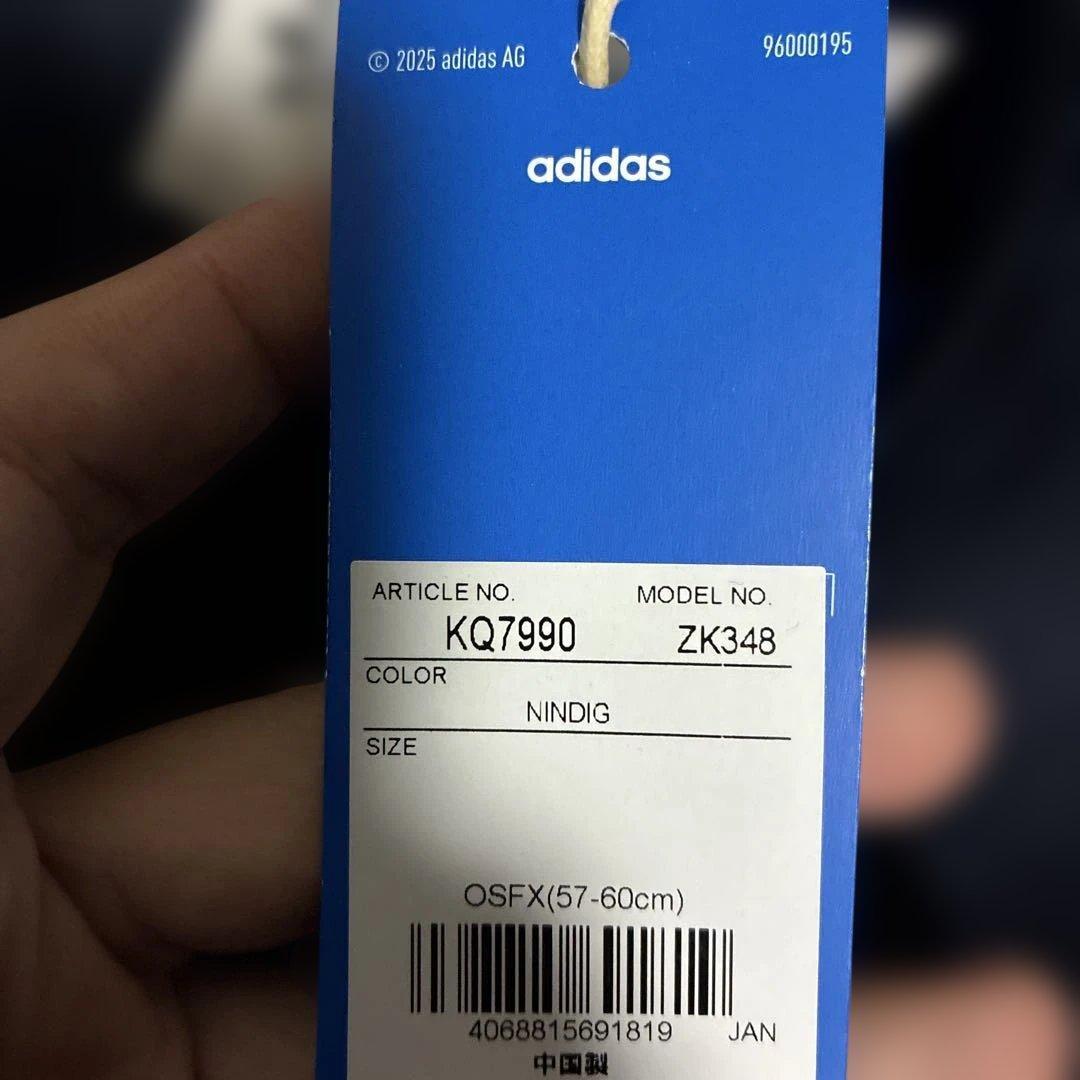 © 2025 adidas AG 96000195
adidas
ARTICLE NO. MODEL NO.
KQ7990 ZK348
COLOR
NINDIG
SIZE
OSFX(57-60cm)
4068815691819 JAN
中国製